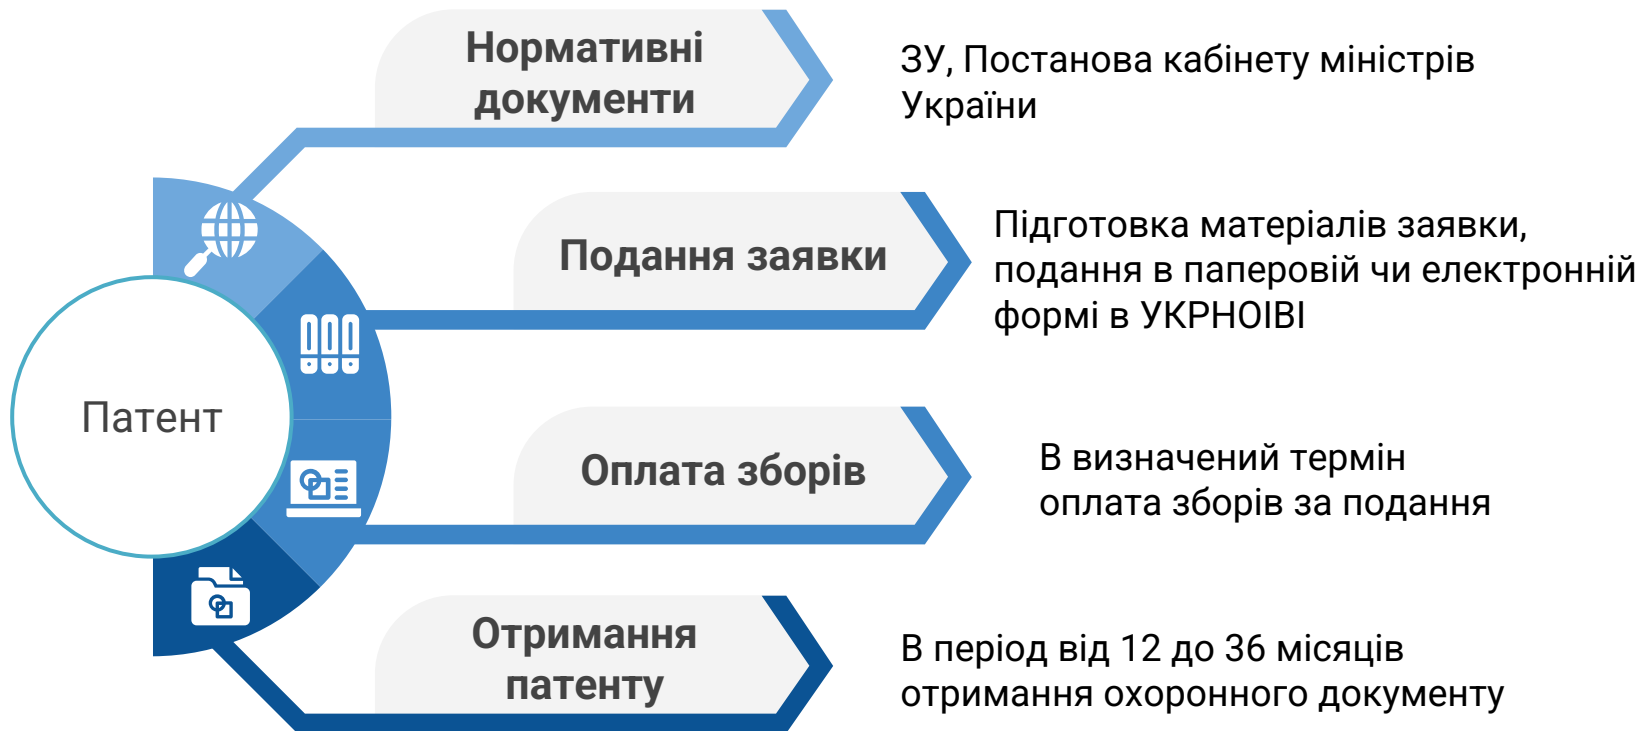 Нормативні
документи
ЗУ, Постанова кабінету міністрів
України
Подання заявки
Підготовка матеріалів заявки,
подання в паперовій чи електронній
формі в УКРНОІВІ
Патент
Оплата зборів
В визначений термін
оплата зборів за подання
Отримання
патенту
В період від 12 до 36 місяців
отримання охоронного документу